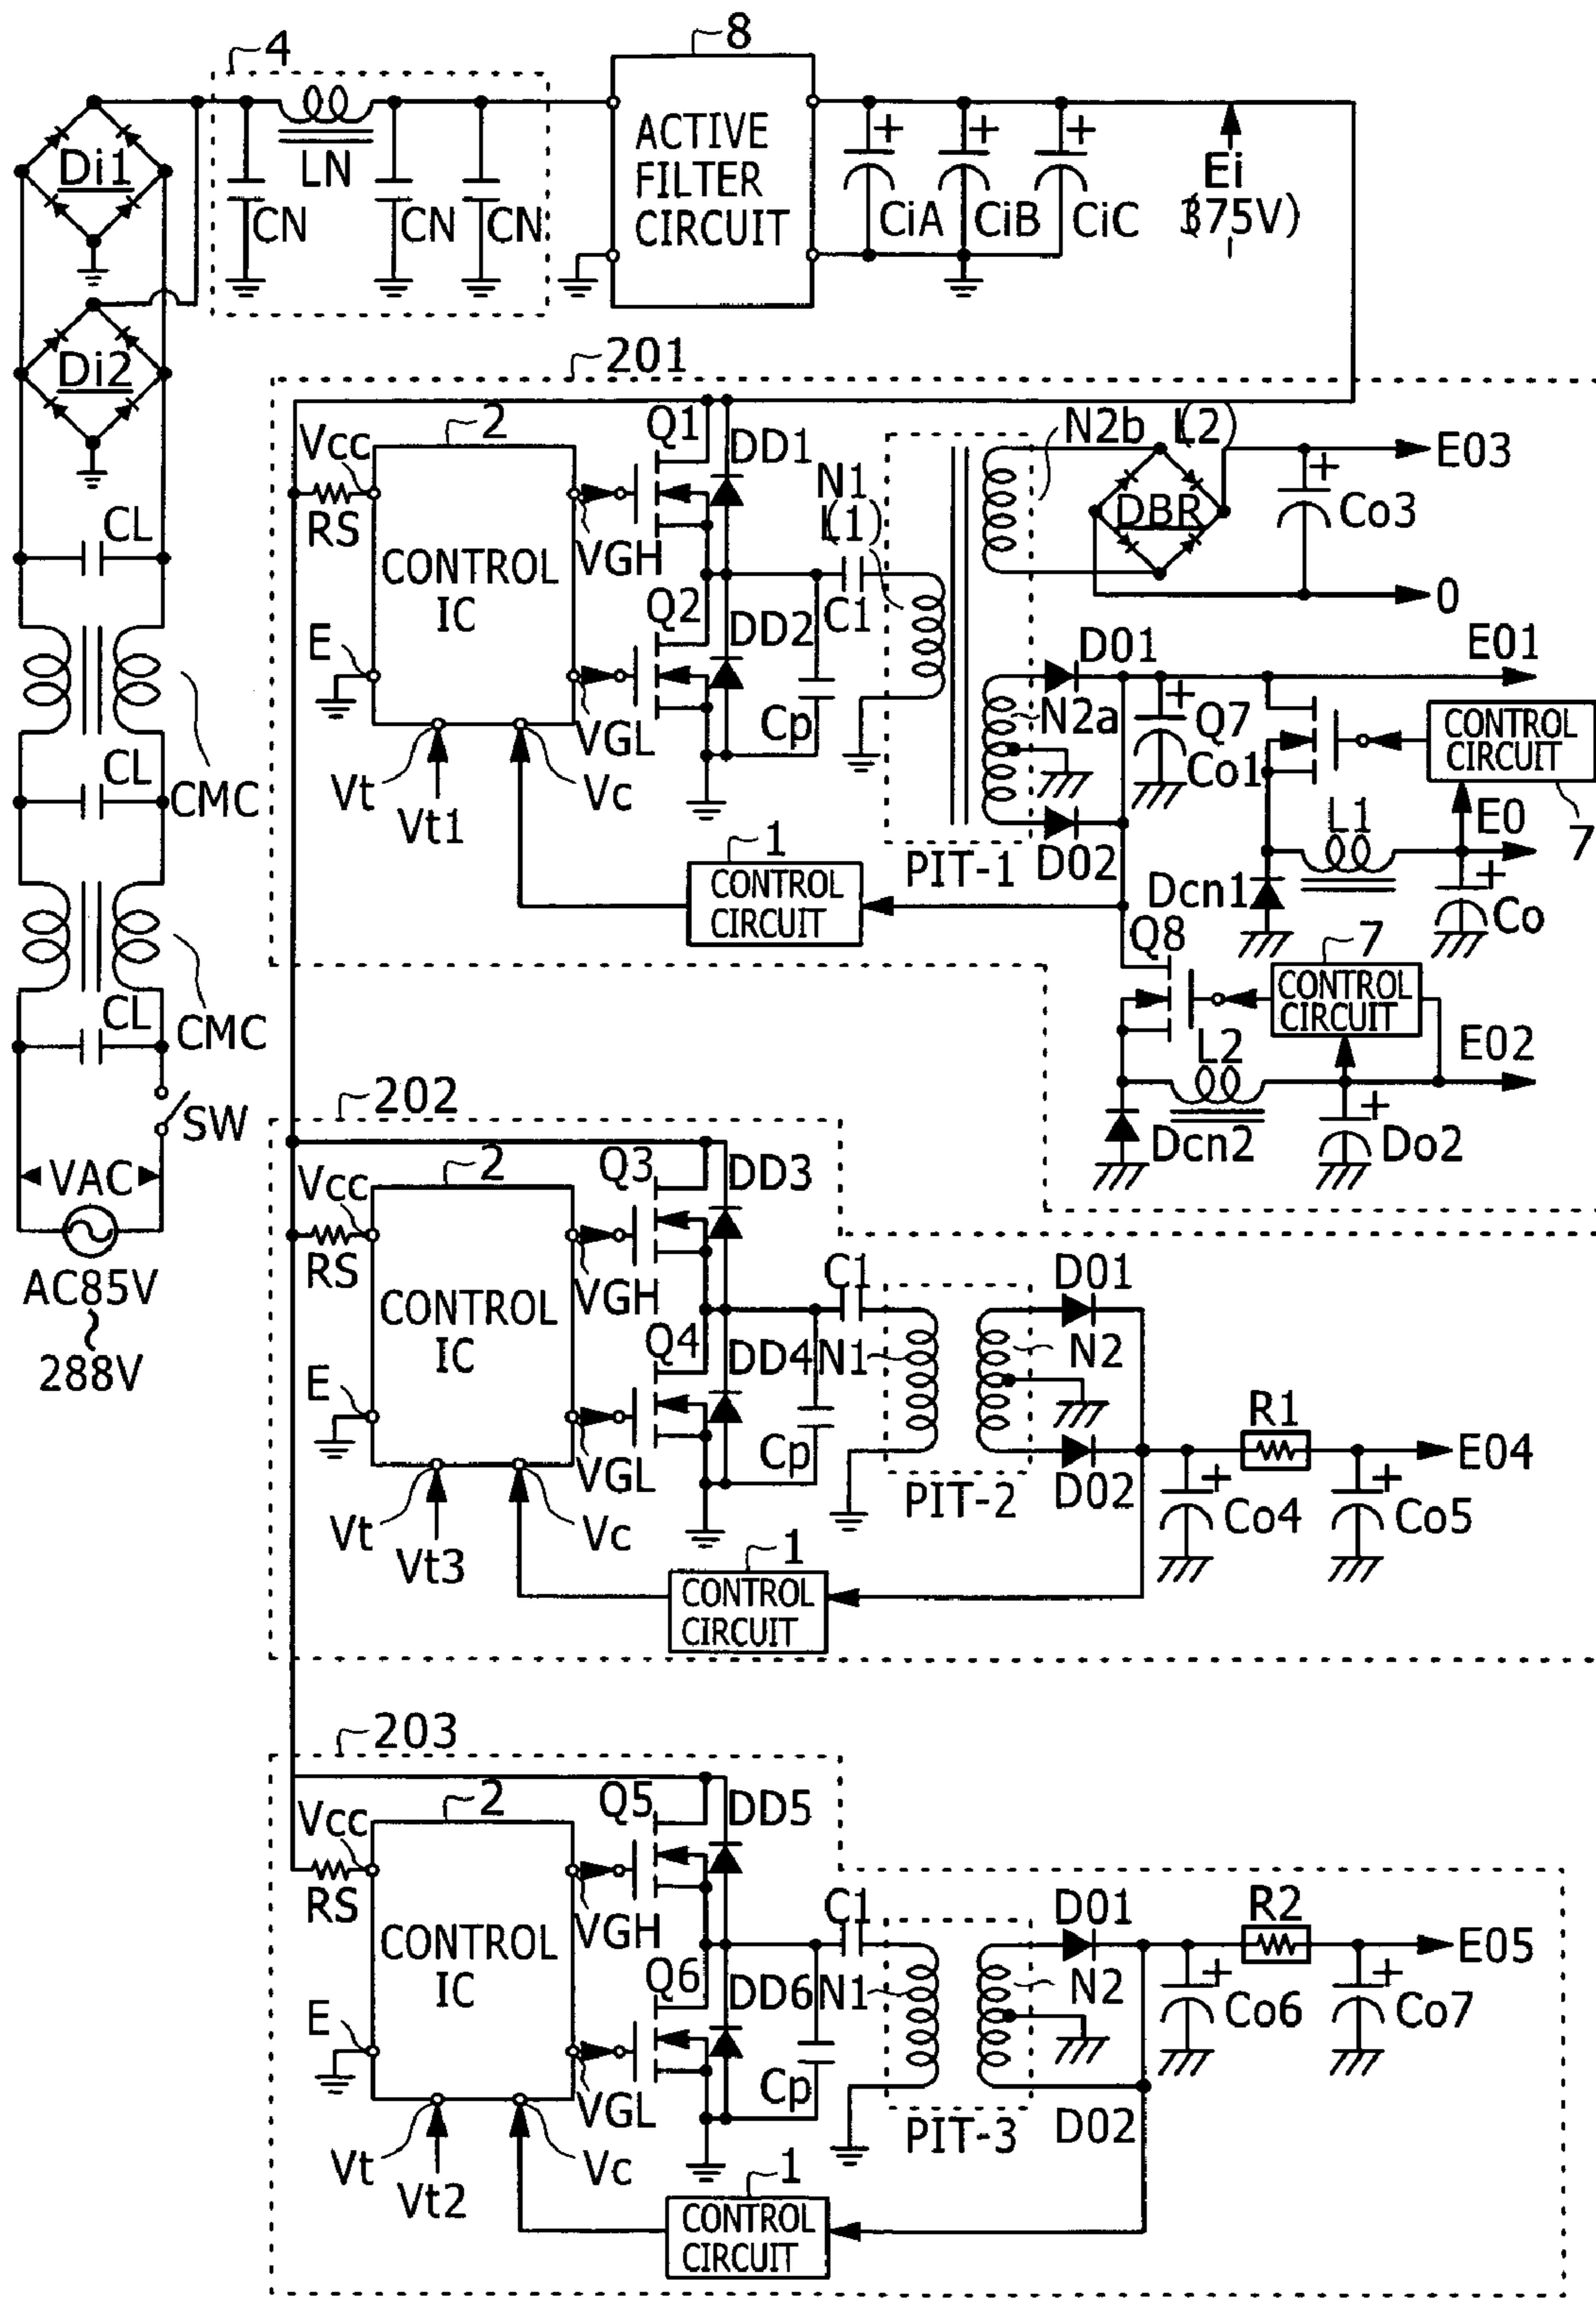 4
8
Di1
LN
CN
CN
CN
ACTIVE
FILTER
CIRCUIT
CiA
CiB
CiC
Ei
(375V)
Di2
201
2
Vcc
RS
CONTROL
IC
E
Q1
DD1
VGH
Q2
DD2
VGL
C1
Cp
N1
(L1)
N2b
(L2)
DBR
Co3
E03
0
D01
E01
N2a
Q7
Co1
CONTROL
CIRCUIT
7
L1
E0
Co
D02
PIT-1
Dcn1
Vt
Vt1
Vc
1
CONTROL
CIRCUIT
Q8
7
CONTROL
CIRCUIT
L2
E02
Dcn2
Do2
CL
CL
CMC
CL
CMC
SW
VAC
AC85V
~
288V
202
2
Vcc
RS
CONTROL
IC
E
Q3
DD3
VGH
Q4
DD4
VGL
C1
N1
Cp
D01
N2
D02
PIT-2
R1
E04
Co4
Co5
Vt
Vt3
Vc
1
CONTROL
CIRCUIT
203
2
Vcc
RS
CONTROL
IC
E
Q5
DD5
VGH
Q6
DD6
VGL
C1
N1
Cp
D01
N2
D02
PIT-3
R2
E05
Co6
Co7
Vt
Vt2
Vc
1
CONTROL
CIRCUIT